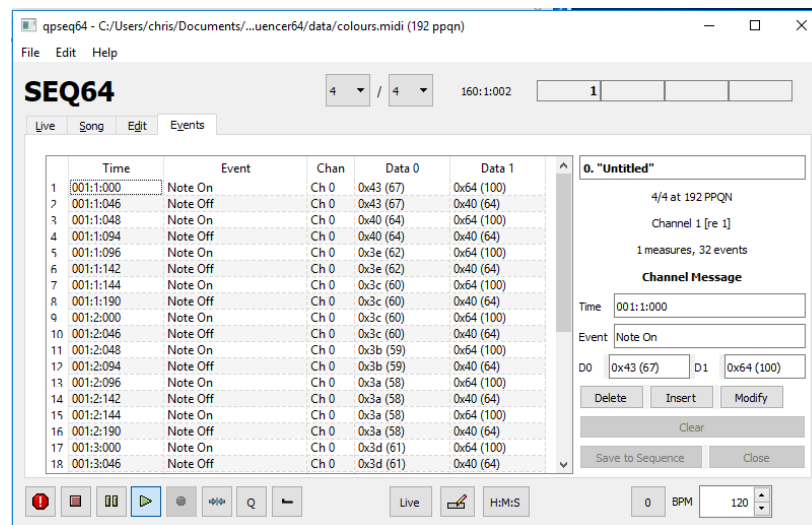 qpseq64 - C:/Users/chris/Documents/...uencer64/data/colours.midi (192 ppqn)
File Edit Help
SEQ64 4 / 4 160:1:002 1
Live Song Edit Events
Time Event Chan Data 0 Data 1
1 001:1:000 Note On Ch 0 0x43 (67) 0x64 (100)
2 001:1:046 Note Off Ch 0 0x43 (67) 0x40 (64)
3 001:1:048 Note On Ch 0 0x40 (64) 0x64 (100)
4 001:1:094 Note Off Ch 0 0x40 (64) 0x40 (64)
5 001:1:096 Note On Ch 0 0x3e (62) 0x64 (100)
6 001:1:142 Note Off Ch 0 0x3e (62) 0x40 (64)
7 001:1:144 Note On Ch 0 0x3c (60) 0x64 (100)
8 001:1:190 Note Off Ch 0 0x3c (60) 0x40 (64)
9 001:2:000 Note On Ch 0 0x3c (60) 0x64 (100)
10 001:2:046 Note Off Ch 0 0x3c (60) 0x40 (64)
11 001:2:048 Note On Ch 0 0x3b (59) 0x64 (100)
12 001:2:094 Note Off Ch 0 0x3b (59) 0x40 (64)
13 001:2:096 Note On Ch 0 0x3a (58) 0x64 (100)
14 001:2:142 Note Off Ch 0 0x3a (58) 0x40 (64)
15 001:2:144 Note On Ch 0 0x3a (58) 0x64 (100)
16 001:2:190 Note Off Ch 0 0x3a (58) 0x40 (64)
17 001:3:000 Note On Ch 0 0x3d (61) 0x64 (100)
18 001:3:046 Note Off Ch 0 0x3d (61) 0x40 (64)
0. "Untitled"
4/4 at 192 PPQN
Channel 1 [re 1]
1 measures, 32 events
Channel Message
Time 001:1:000
Event Note On
D0 0x43 (67) D1 0x64 (100)
Delete Insert Modify
Clear
Save to Sequence Close
Q Live H:M:S 0 BPM 120